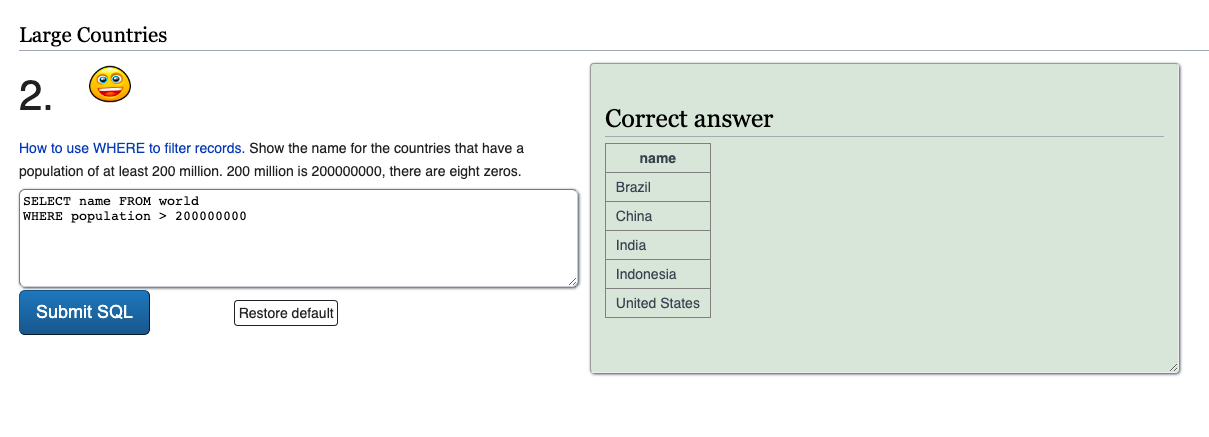 Large Countries
2.
How to use WHERE to filter records. Show the name for the countries that have a
population of at least 200 million. 200 million is 200000000, there are eight zeros.
SELECT name FROM world
WHERE population > 200000000
Submit SQL
Restore default
Correct answer
name
Brazil
China
India
Indonesia
United States